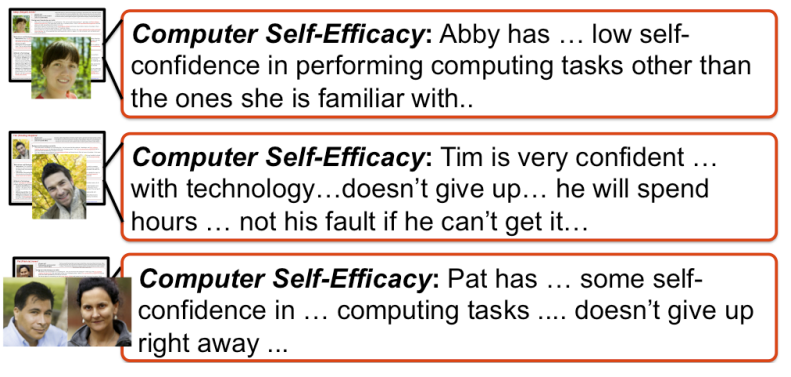 Computer Self-Efficacy: Abby has … low self-
confidence in performing computing tasks other than
the ones she is familiar with..
Computer Self-Efficacy: Tim is very confident …
with technology…doesn’t give up… he will spend
hours … not his fault if he can’t get it…
Computer Self-Efficacy: Pat has … some self-
confidence in … computing tasks .... doesn’t give up
right away ...